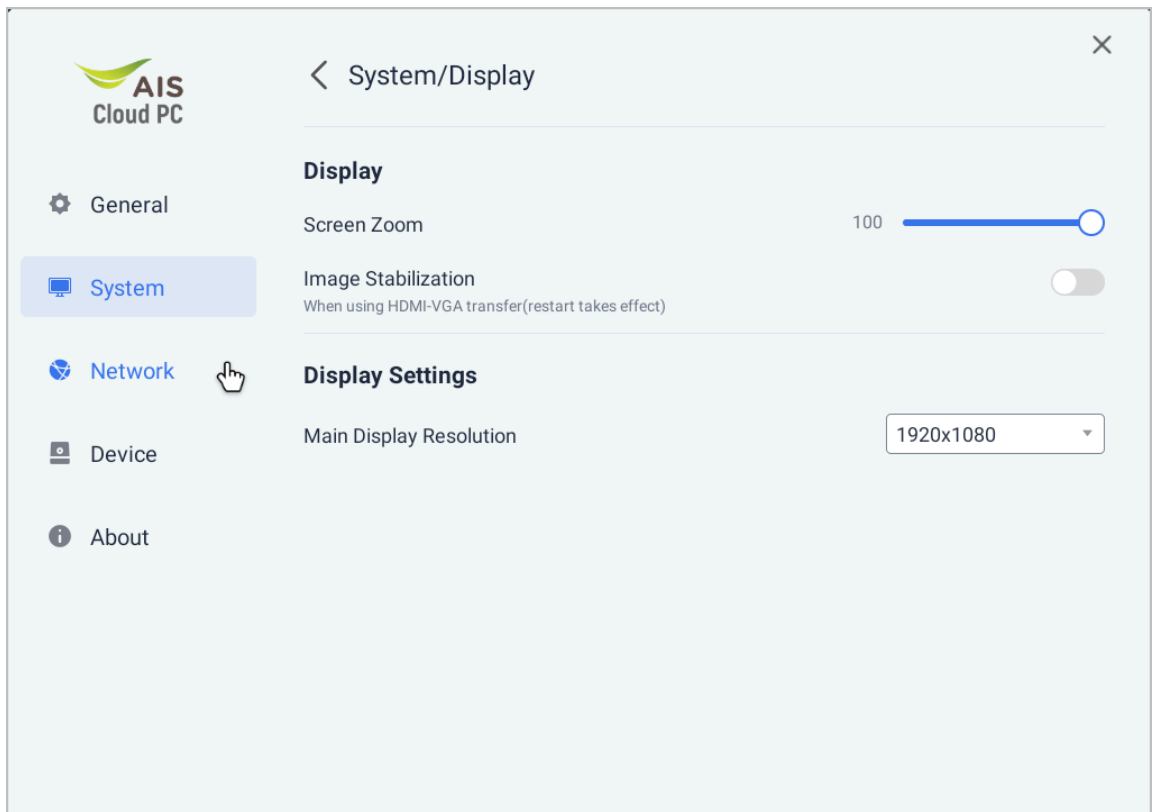 AIS
Cloud PC
System/Display
General
System
Network
Device
About
Display
Screen Zoom
100
Image Stabilization
When using HDMI-VGA transfer(restart takes effect)
Display Settings
Main Display Resolution
1920x1080